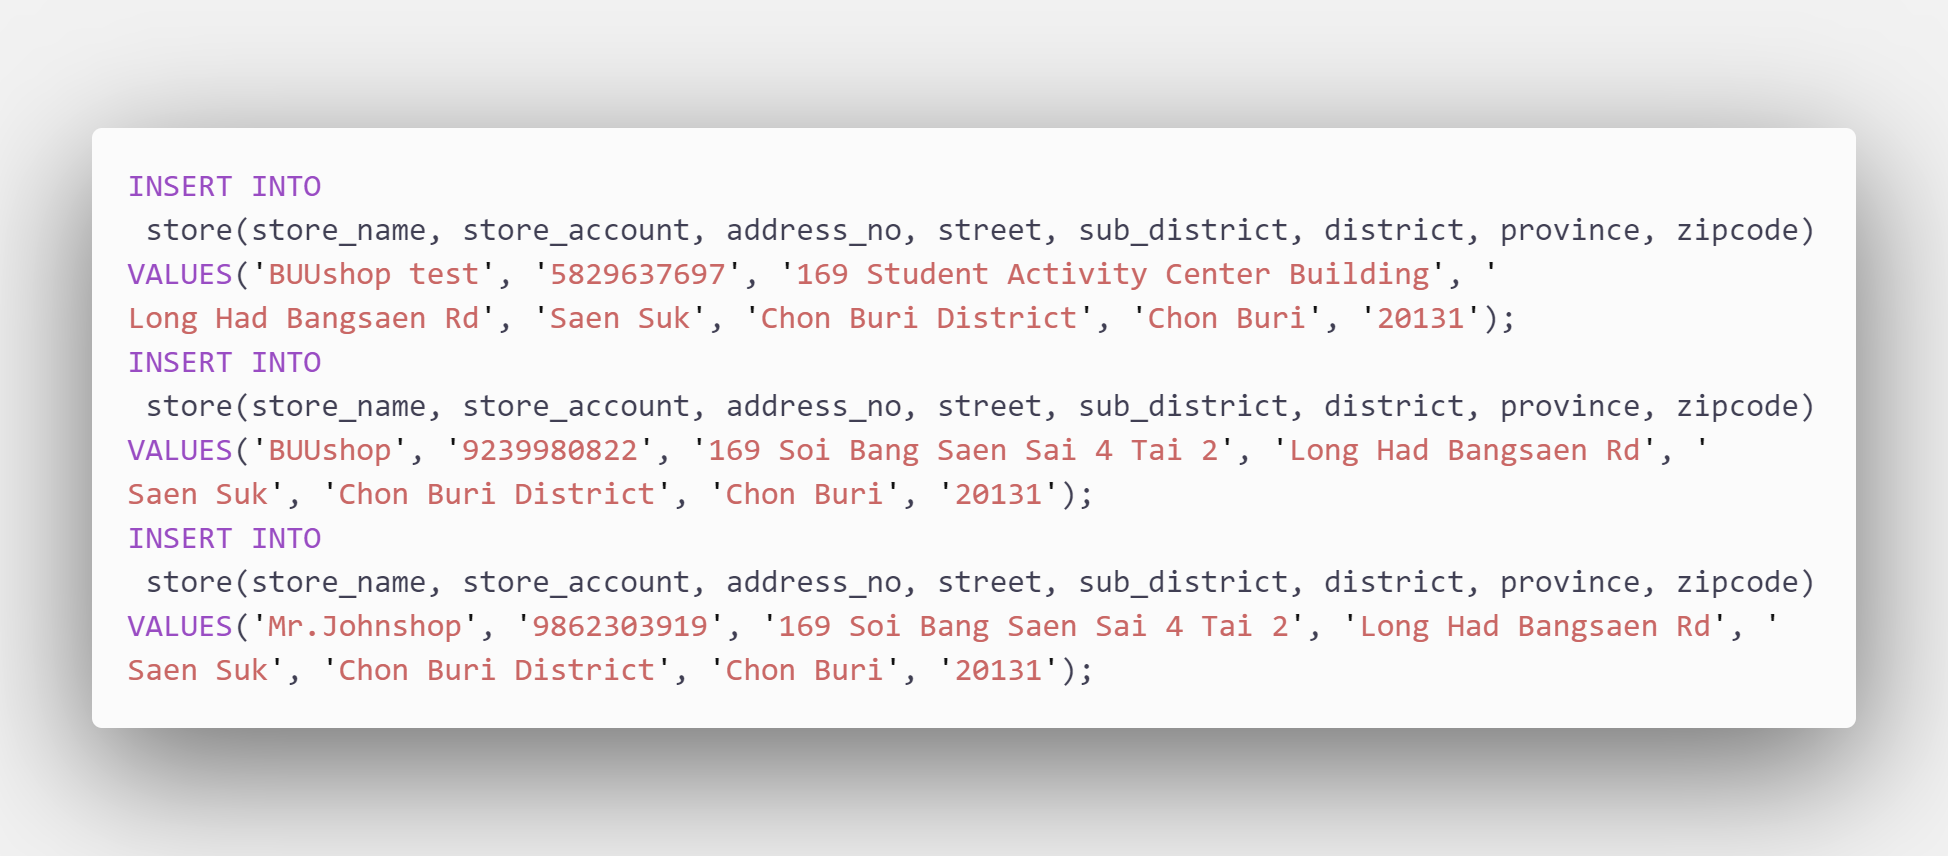 INSERT INTO
 store(store_name, store_account, address_no, street, sub_district, district, province, zipcode)
VALUES('BUUshop test', '5829637697', '169 Student Activity Center Building', '
Long Had Bangsaen Rd', 'Saen Suk', 'Chon Buri District', 'Chon Buri', '20131');
INSERT INTO
 store(store_name, store_account, address_no, street, sub_district, district, province, zipcode)
VALUES('BUUshop', '9239980822', '169 Soi Bang Saen Sai 4 Tai 2', 'Long Had Bangsaen Rd', '
Saen Suk', 'Chon Buri District', 'Chon Buri', '20131');
INSERT INTO
 store(store_name, store_account, address_no, street, sub_district, district, province, zipcode)
VALUES('Mr.Johnshop', '9862303919', '169 Soi Bang Saen Sai 4 Tai 2', 'Long Had Bangsaen Rd', '
Saen Suk', 'Chon Buri District', 'Chon Buri', '20131');